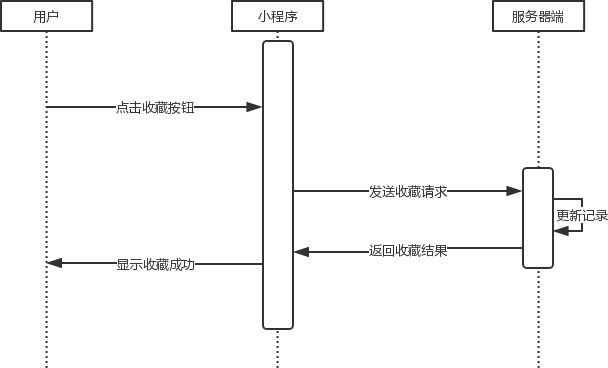 用户
小程序
服务器端
点击收藏按钮
发送收藏请求
更新记录
返回收藏结果
显示收藏成功